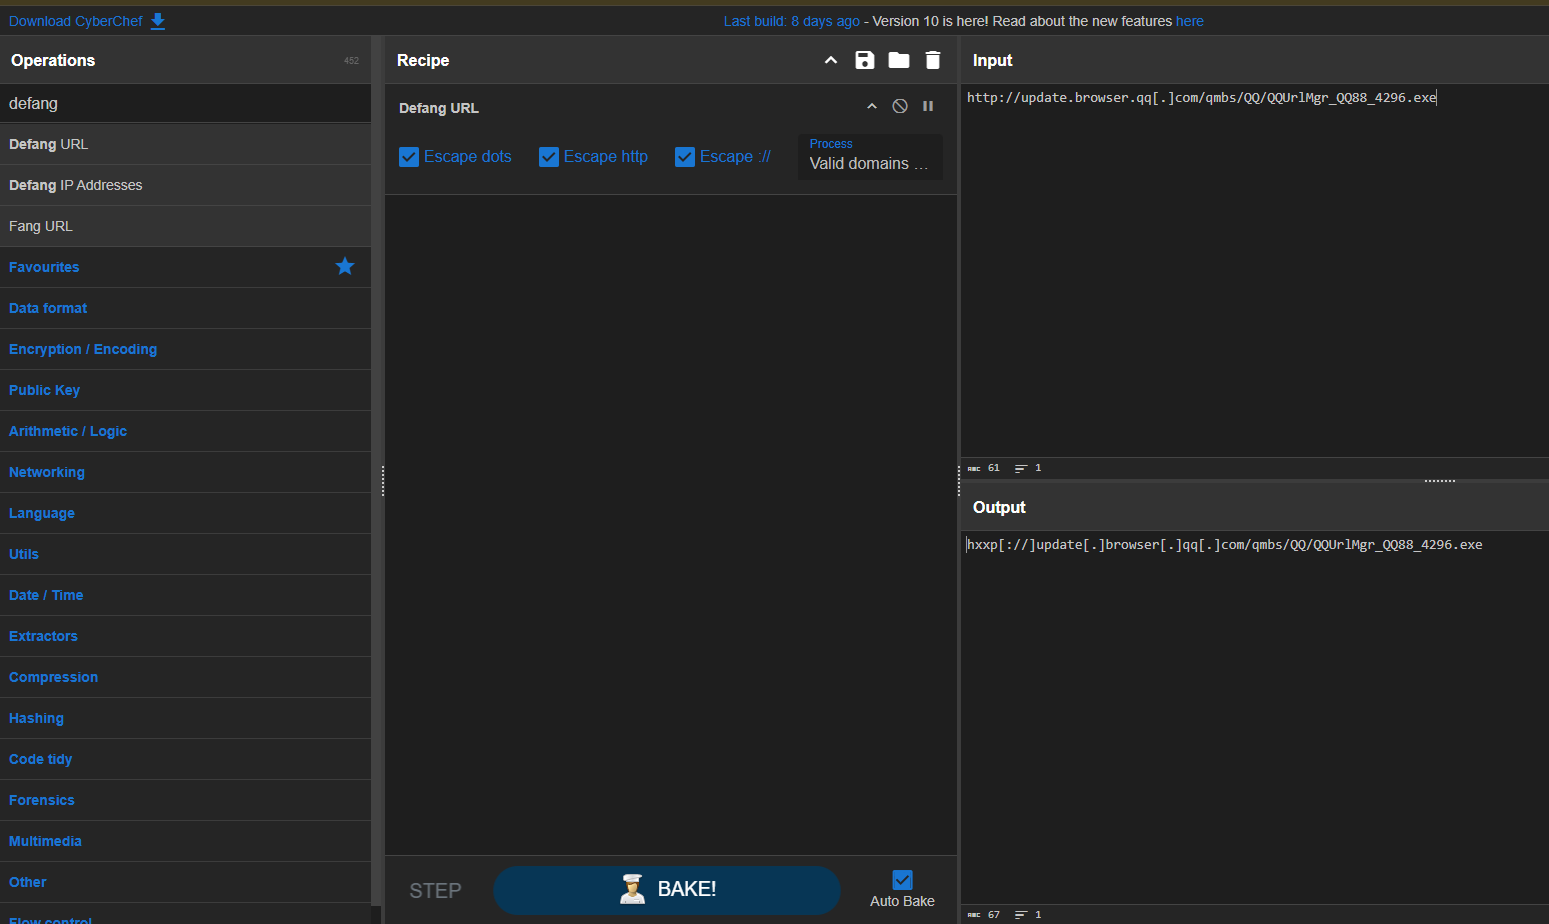 Download CyberChef
Last build: 8 days ago - Version 10 is here! Read about the new features here
Operations
452
defang
Defang URL
Defang IP Addresses
Fang URL
Favourites
Data format
Encryption / Encoding
Public Key
Arithmetic / Logic
Networking
Language
Utils
Date / Time
Extractors
Compression
Hashing
Code tidy
Forensics
Multimedia
Other
Flow control
Recipe
Defang URL
Escape dots
Escape http
Escape ://
Process
Valid domains ...
STEP
BAKE!
Auto Bake
Input
http://update.browser.qq[.]com/qmbs/QQ/QQUrlMgr_QQ88_4296.exe
ABC 61 1
Output
hxxp[://]update[.]browser[.]qq[.]com/qmbs/QQ/QQUrlMgr_QQ88_4296.exe
ABC 67 1